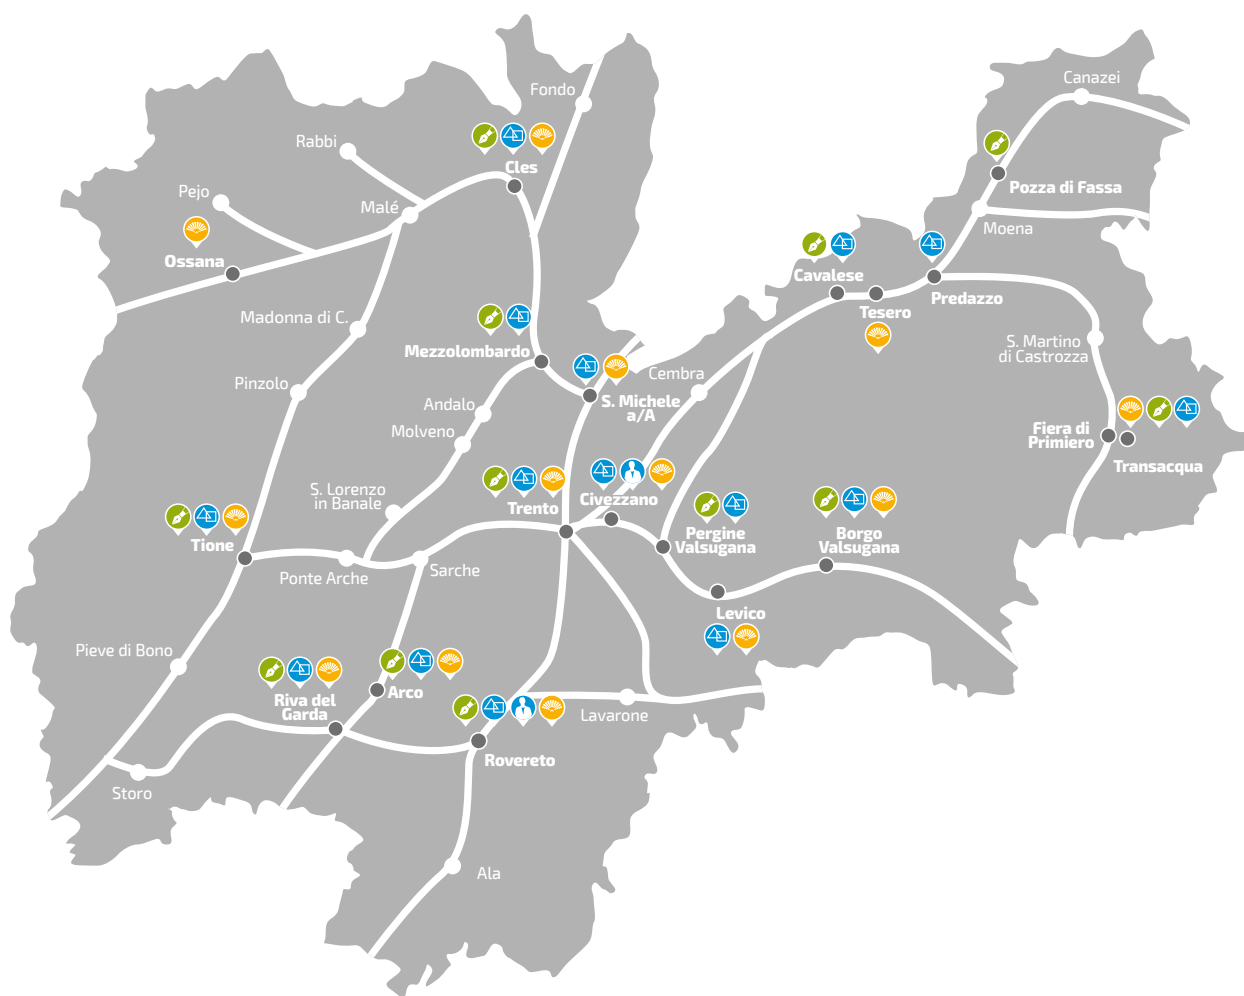 Canazei
Fondo
Rabbi
Cles
Pozza di Fassa
Pejo
Malé
Moena
Ossana
Cavalese
Predazzo
Tesero
Madonna di C.
Mezzolombardo
S. Martino
di Castrozza
Cembra
Pinzolo
S. Michele
a/A
Andalo
Molveno
Fiera di
Primiero
Transacqua
S. Lorenzo
in Banale
Trento
Civezzano
Pergine
Valsugana
Borgo
Valsugana
Tione
Ponte Arche
Sarche
Levico
Pieve di Bono
Riva del
Garda
Arco
Lavarone
Rovereto
Storo
Ala